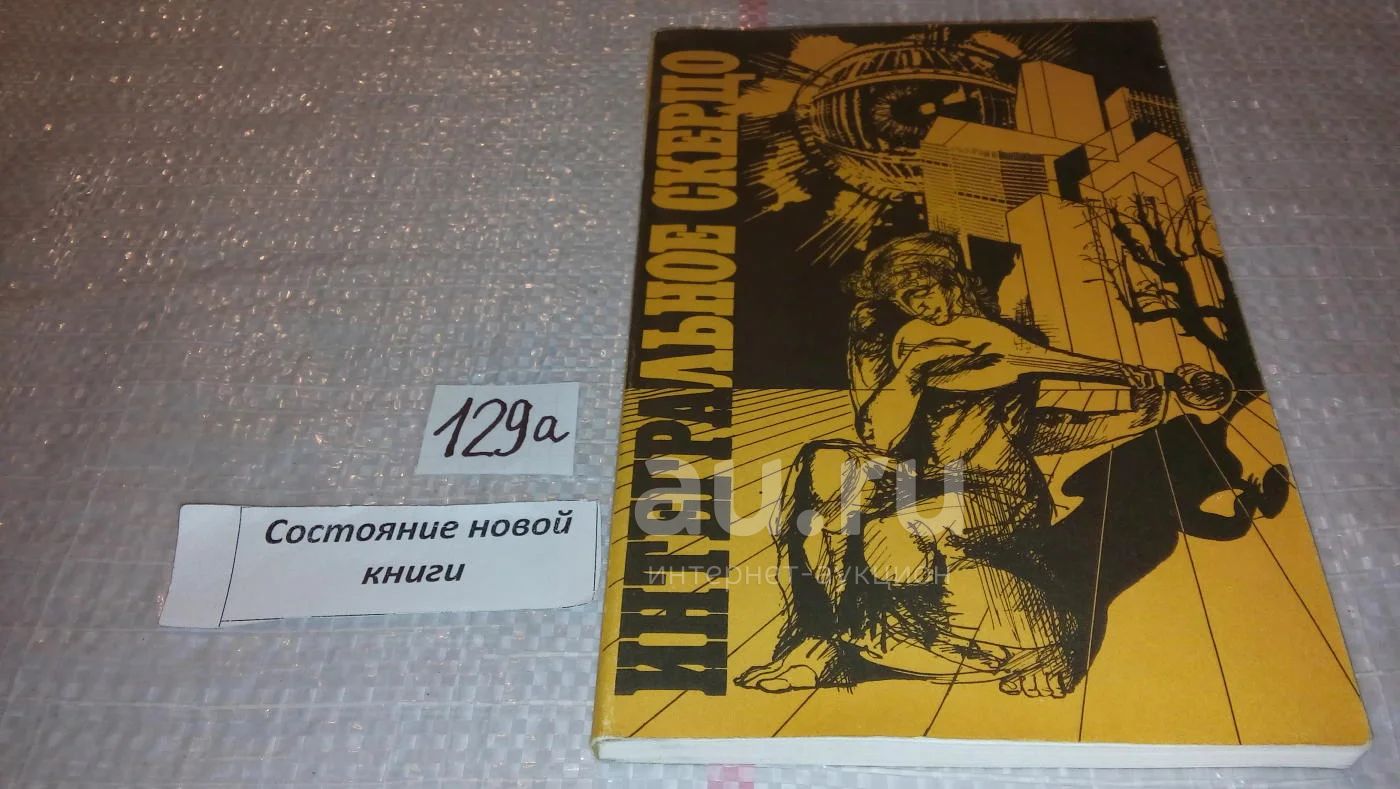 ИНТЕГРАЛЬНОЕ СКЕРЦО
129а
Состояние новой
книги
au.ru
интернет-аукцион